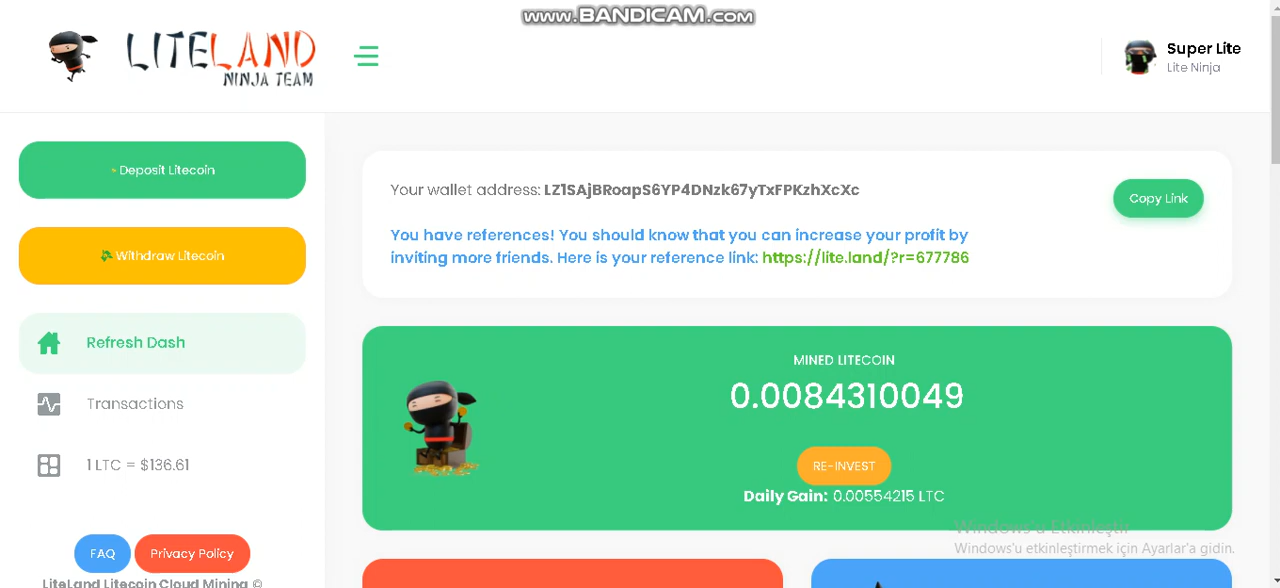 www.BANDICAM.com
LITELAND
NINJA TEAM
Super Lite
Lite Ninja
Deposit Litecoin
Withdraw Litecoin
Refresh Dash
Transactions
1 LTC = $136.61
FAQ
Privacy Policy
LiteLand Litecoin Cloud Mining ©
Your wallet address: LZ1SAjBRoapS6YP4DNzk67yTxFPKzhXcXc
Copy Link
You have references! You should know that you can increase your profit by
inviting more friends. Here is your reference link: https://lite.land/?r=677786
MINED LITECOIN
0.0084310049
RE-INVEST
Daily Gain: 0.00554215 LTC
Windows'u Etkinleştir
Windows'u etkinleştirmek için Ayarlar'a gidin.